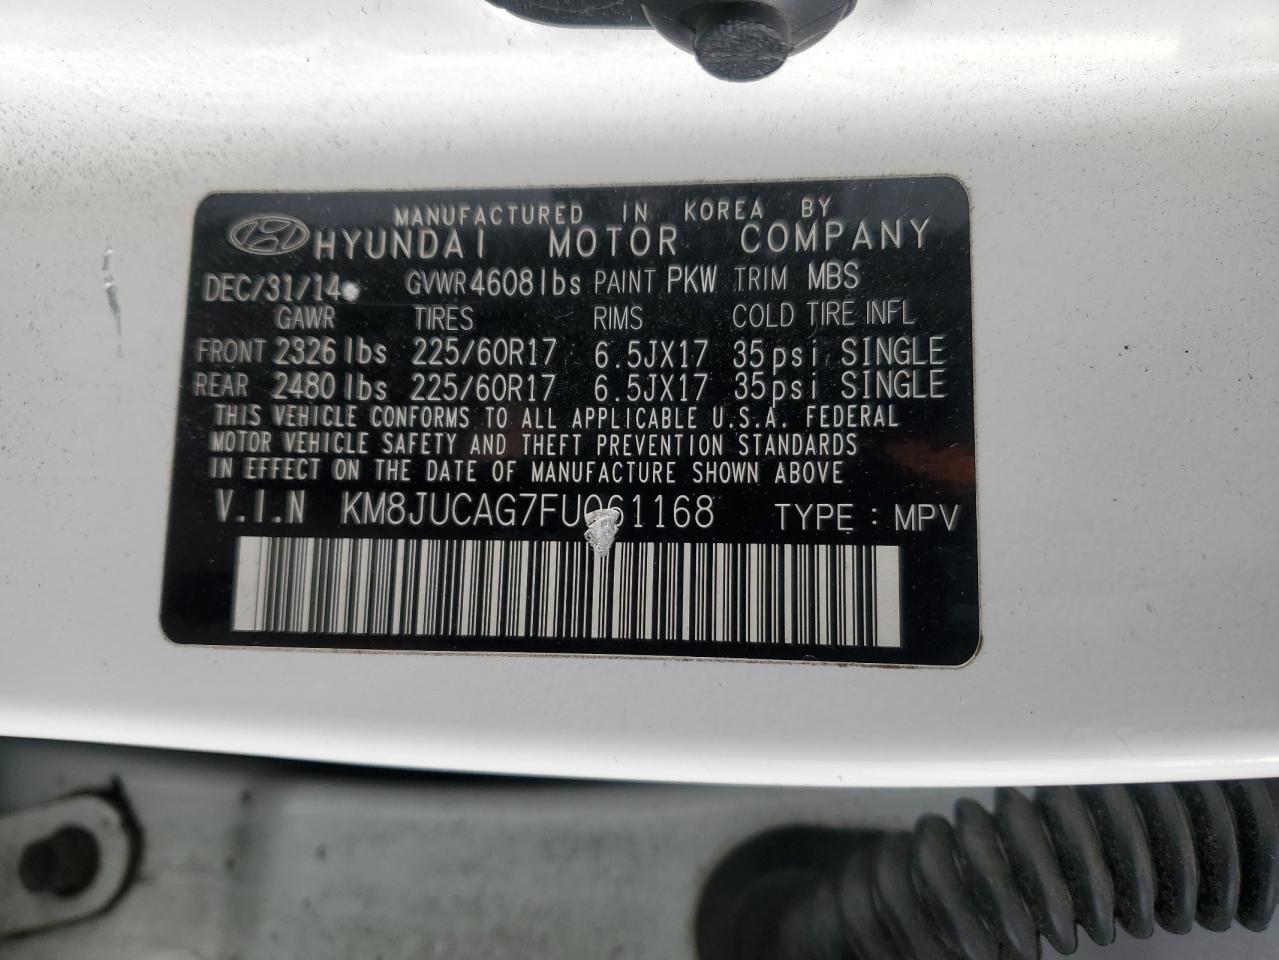 MANUFACTURED IN KOREA BY
HYUNDAI MOTOR COMPANY
DEC/31/14 GVWR 4608lbs PAINT PKW TRIM MBS
GAWR TIRES RIMS COLD TIRE INFL
FRONT 2326 lbs 225/60R17 6.5JX17 35psi SINGLE
REAR 2480 lbs 225/60R17 6.5JX17 35psi SINGLE
THIS VEHICLE CONFORMS TO ALL APPLICABLE U.S.A. FEDERAL
MOTOR VEHICLE SAFETY AND THEFT PREVENTION STANDARDS
IN EFFECT ON THE DATE OF MANUFACTURE SHOWN ABOVE
V.I.N KM8JUCAG7FU061168 TYPE : MPV